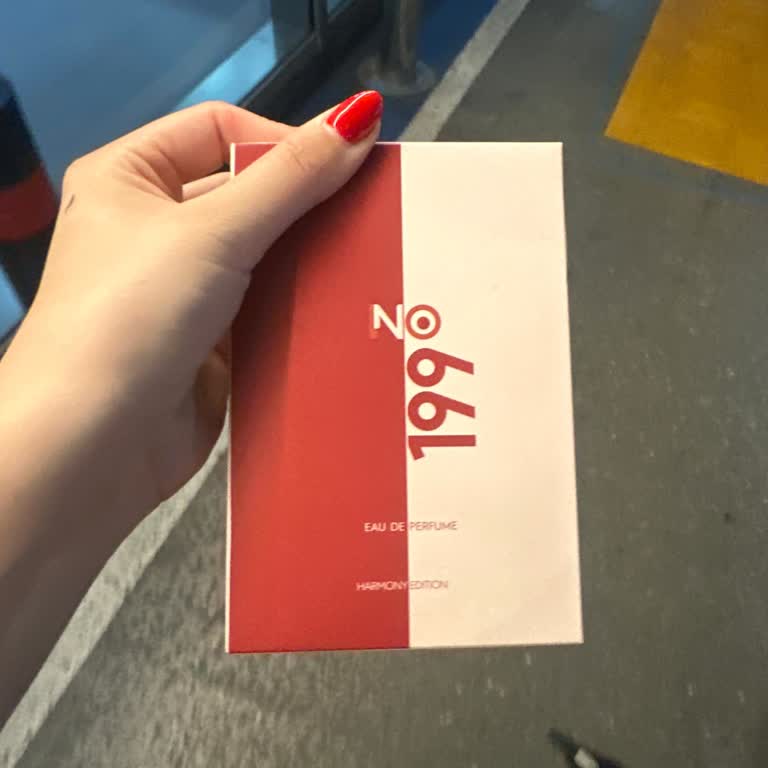 No
199
EAU DE PERFUME
HARMONY EDITION